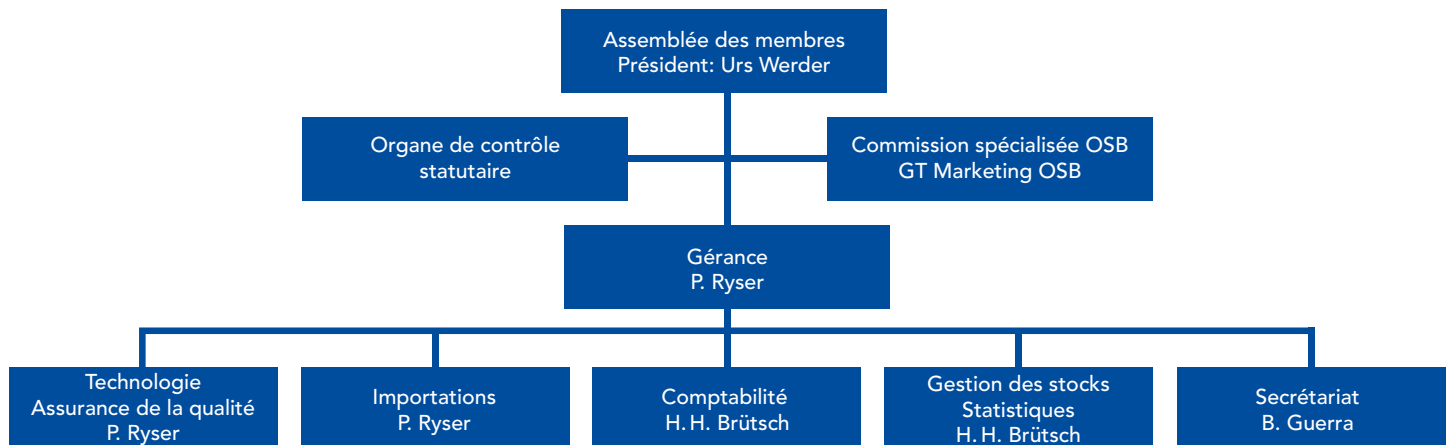 Assemblée des membres
Président: Urs Werder
Organe de contrôle
statutaire
Commission spécialisée OSB
GT Marketing OSB
Gérance
P. Ryser
Technologie
Assurance de la qualité
P. Ryser
Importations
P. Ryser
Comptabilité
H. H. Brütsch
Gestion des stocks
Statistiques
H. H. Brütsch
Secrétariat
B. Guerra